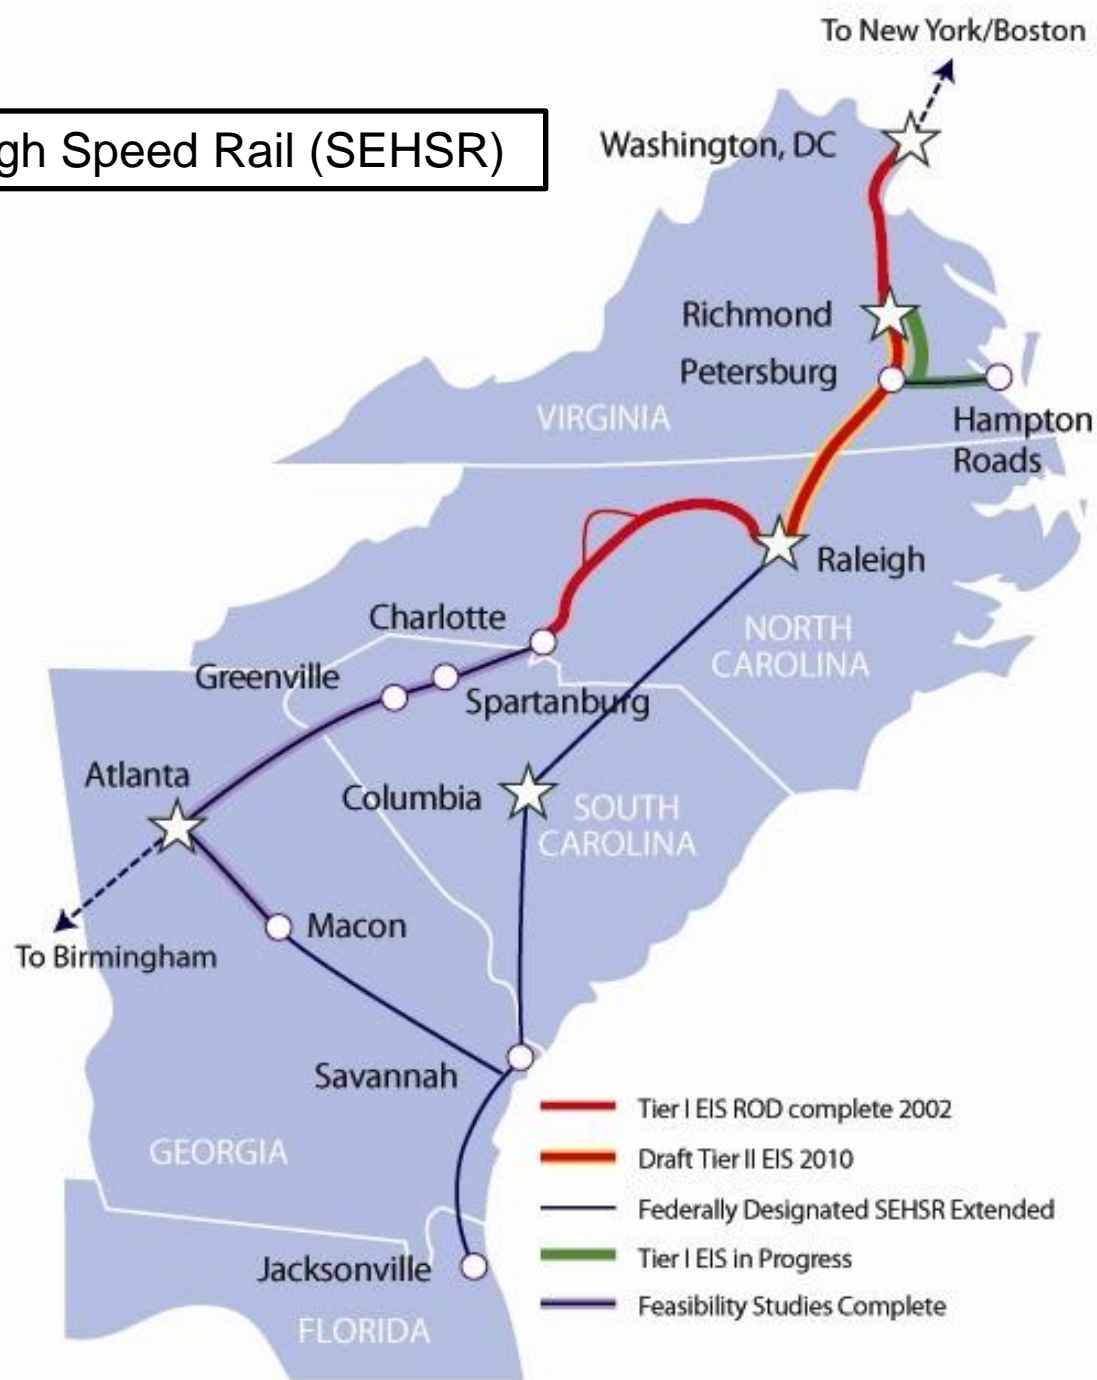 To New York/Boston
gh Speed Rail (SEHSR)
Washington, DC
Richmond
Petersburg
VIRGINIA
Hampton
Roads
Raleigh
Charlotte
NORTH
CAROLINA
Greenville
Spartanburg
Atlanta
Columbia
SOUTH
CAROLINA
Macon
To Birmingham
Savannah
GEORGIA
Jacksonville
FLORIDA
Tier I EIS ROD complete 2002
Draft Tier II EIS 2010
Federally Designated SEHSR Extended
Tier I EIS in Progress
Feasibility Studies Complete